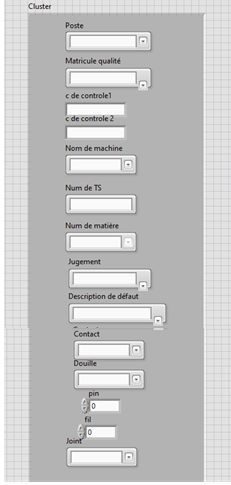 Cluster
Poste
Matricule qualité
c de controle1
c de controle 2
Nom de machine
Num de TS
Num de matière
Jugement
Description de défaut
Contact
Douille
pin
0
fil
0
Joint